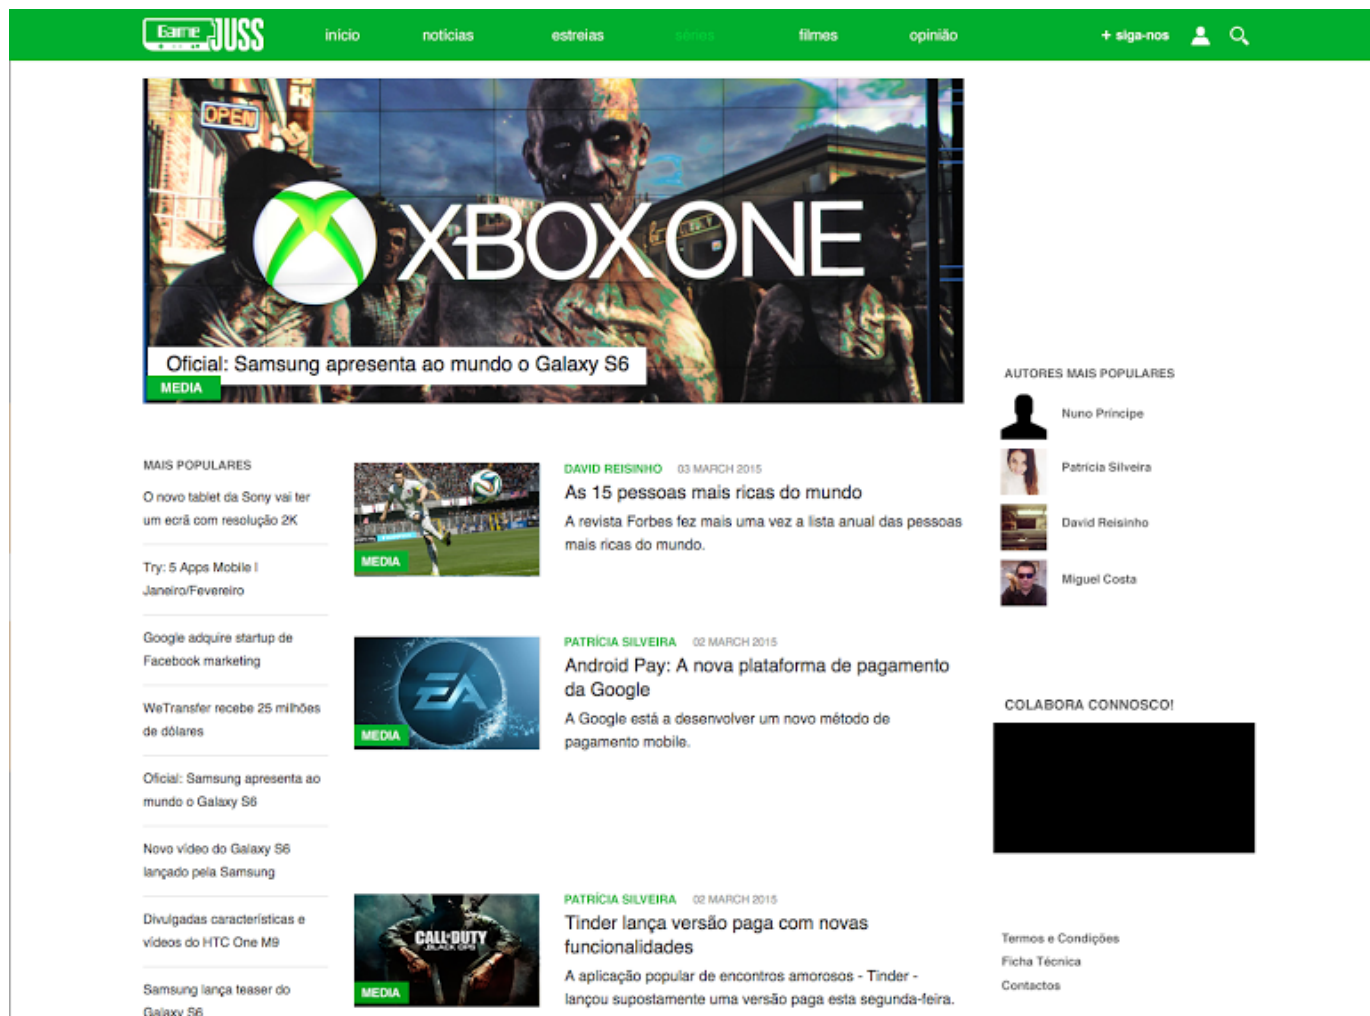 Game JUSS
início notícias estreias séries filmes opinião + siga-nos
OPEN
XBOX ONE
Oficial: Samsung apresenta ao mundo o Galaxy S6
MEDIA
MAIS POPULARES
O novo tablet da Sony vai ter
um ecrã com resolução 2K
Try: 5 Apps Mobile |
Janeiro/Fevereiro
Google adquire startup de
Facebook marketing
WeTransfer recebe 25 milhões
de dólares
Oficial: Samsung apresenta ao
mundo o Galaxy S6
Novo vídeo do Galaxy S6
lançado pela Samsung
Divulgadas características e
vídeos do HTC One M9
Samsung lança teaser do
Galaxy S6
MEDIA
DAVID REISINHO 03 MARCH 2015
As 15 pessoas mais ricas do mundo
A revista Forbes fez mais uma vez a lista anual das pessoas
mais ricas do mundo.
EA
MEDIA
PATRÍCIA SILVEIRA 02 MARCH 2015
Android Pay: A nova plataforma de pagamento
da Google
A Google está a desenvolver um novo método de
pagamento mobile.
CALL OF DUTY
BLACK OPS
MEDIA
PATRÍCIA SILVEIRA 02 MARCH 2015
Tinder lança versão paga com novas
funcionalidades
A aplicação popular de encontros amorosos - Tinder -
lançou supostamente uma versão paga esta segunda-feira.
AUTORES MAIS POPULARES
Nuno Príncipe
Patrícia Silveira
David Reisinho
Miguel Costa
COLABORA CONNOSCO!
Termos e Condições
Ficha Técnica
Contactos